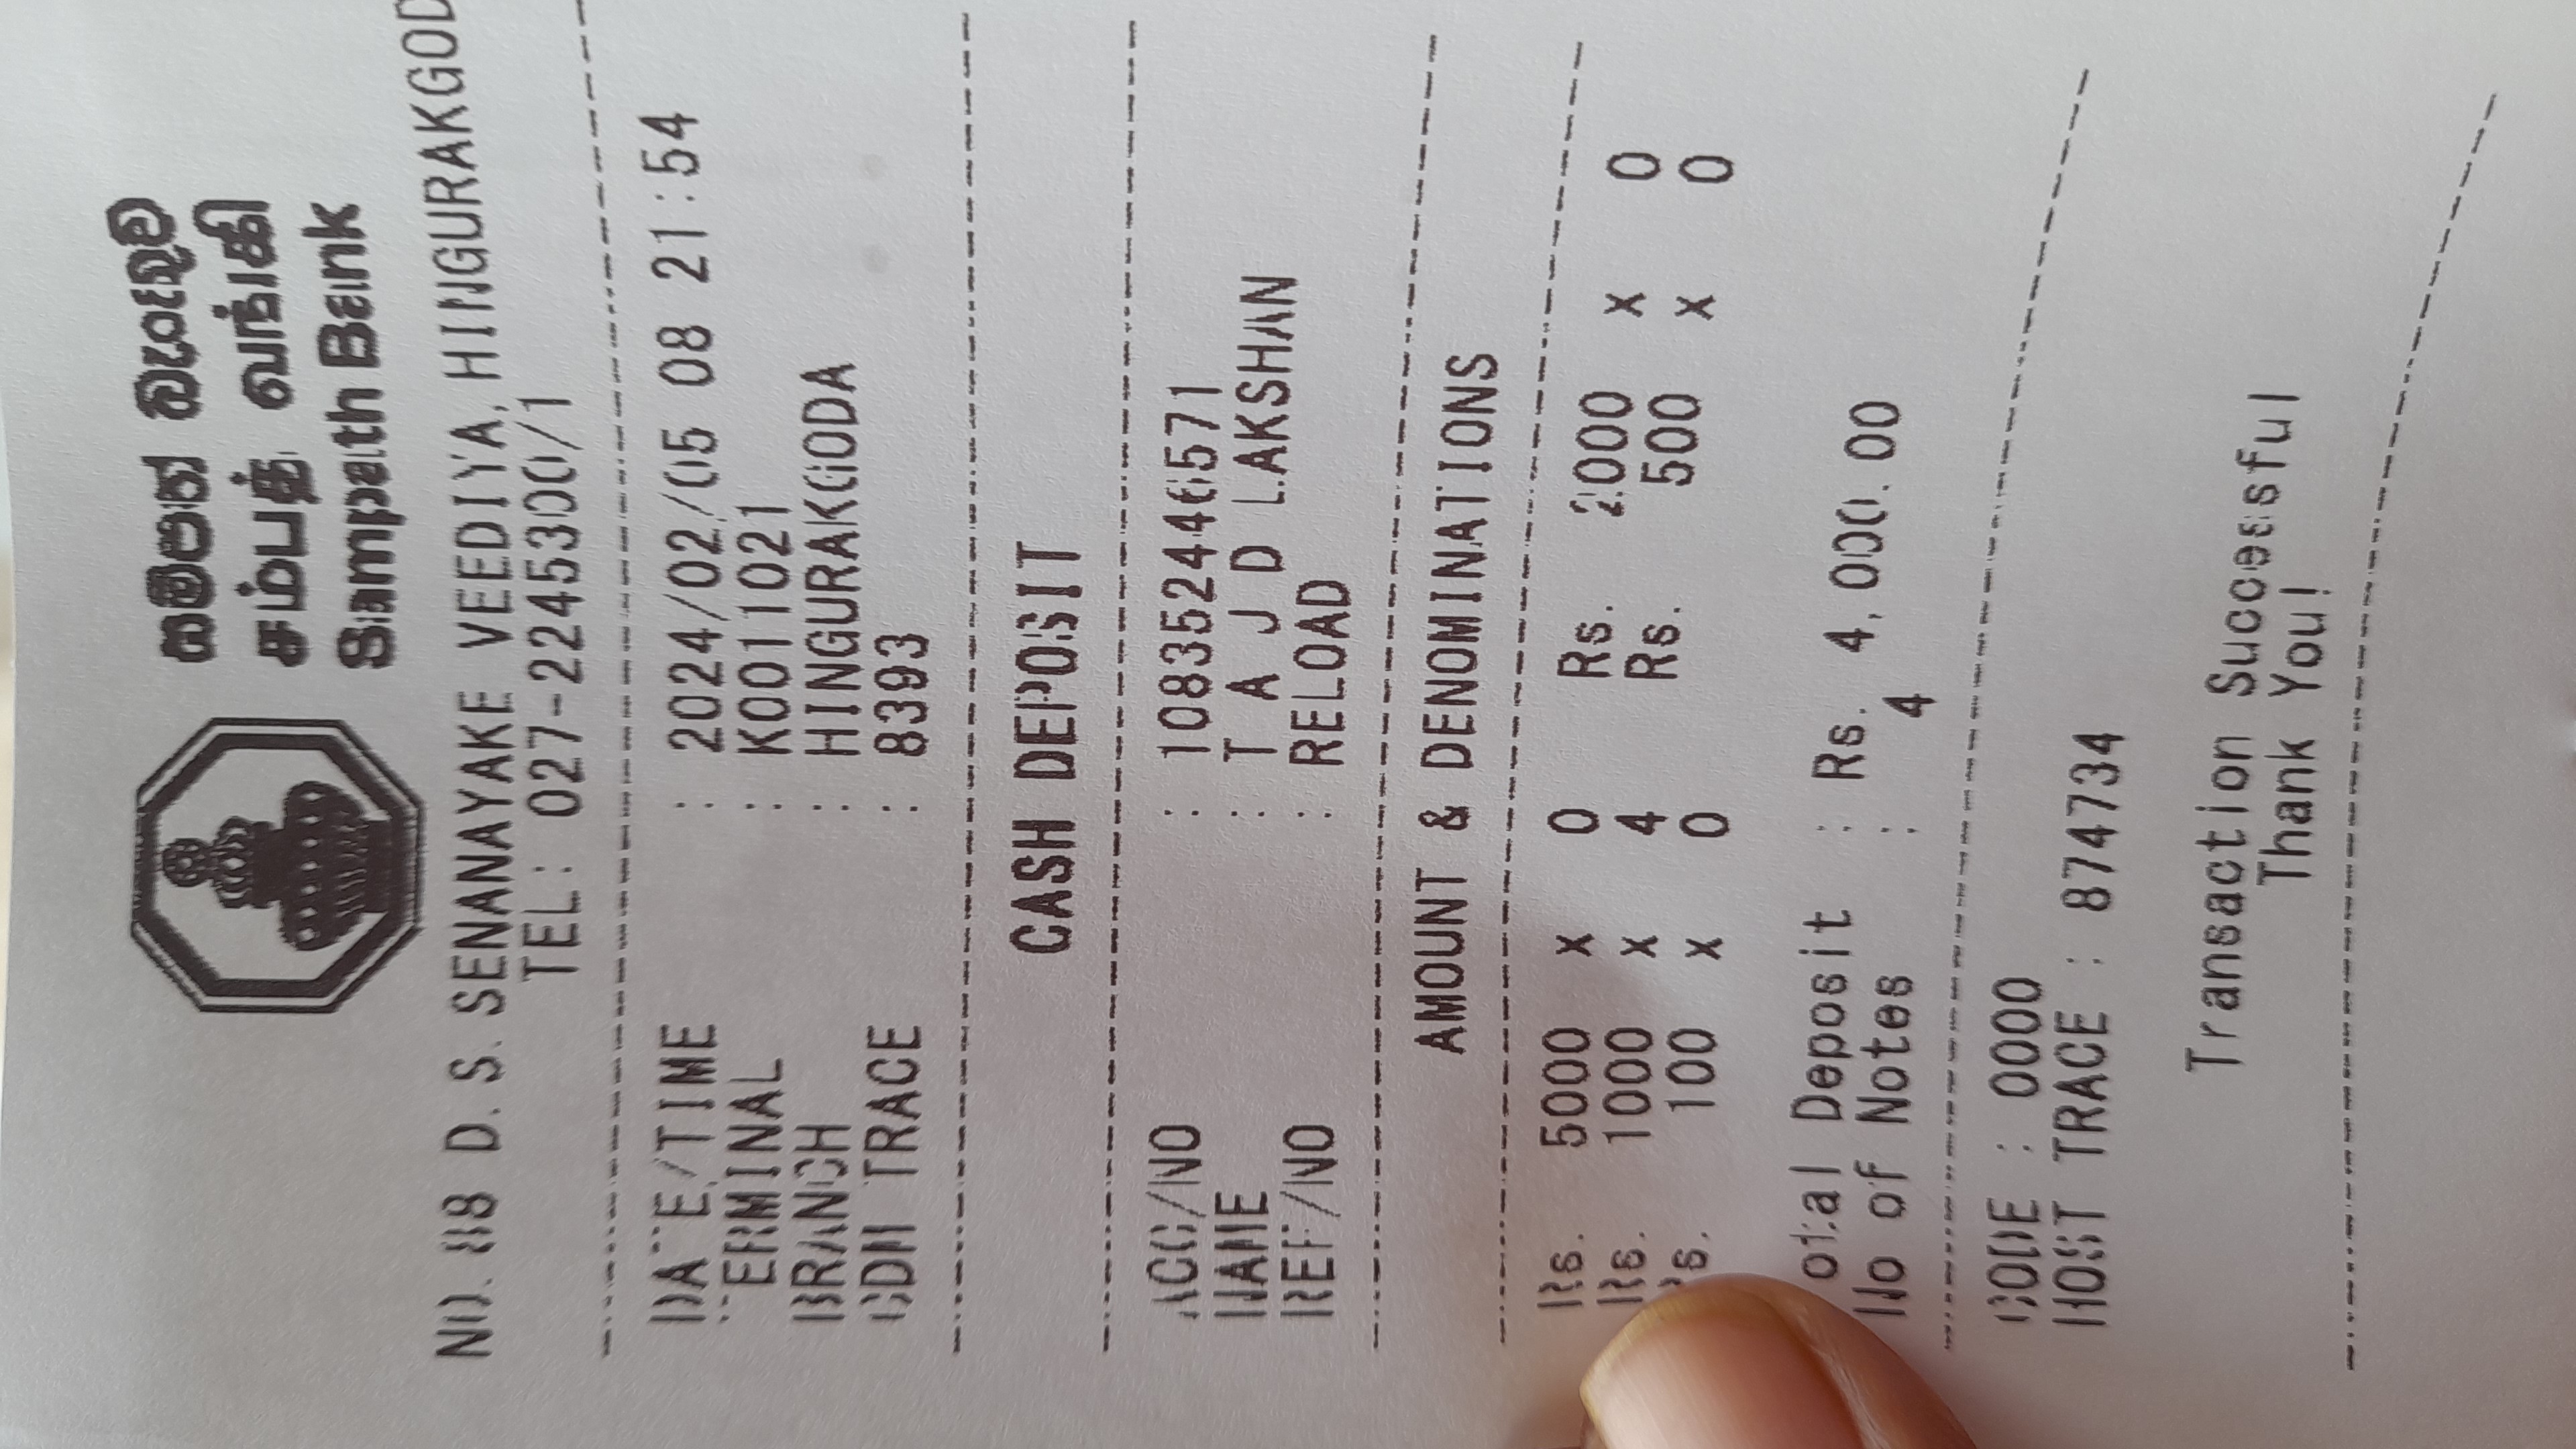 සම්පත් බැංකුව
சம்பத் வங்கி
Sampath Bank
NO. 88 D. S. SENANAYAKE VEEDIYA, HINGURAKGOD
TEL: 027-2245300/1
DATE/TIME : 2024/02/05 08 21:54
TERMINAL : K0011021
BRANCH : HINGURAKGODA
CDM TRACE : 8393
CASH DEPOSIT
ACC/NO : 108352446571
NAME : T A J D LAKSHAN
REF/NO : RELOAD
AMOUNT & DENOMINATIONS
Rs. 5000 x 0 Rs. 2000 x 0
Rs. 1000 x 4 Rs. 500 x 0
Rs. 100 x 0
Total Deposit : Rs. 4,000.00
No of Notes : 4
CODE : 0000
HOST TRACE : 874734
Transaction Successful
Thank You!